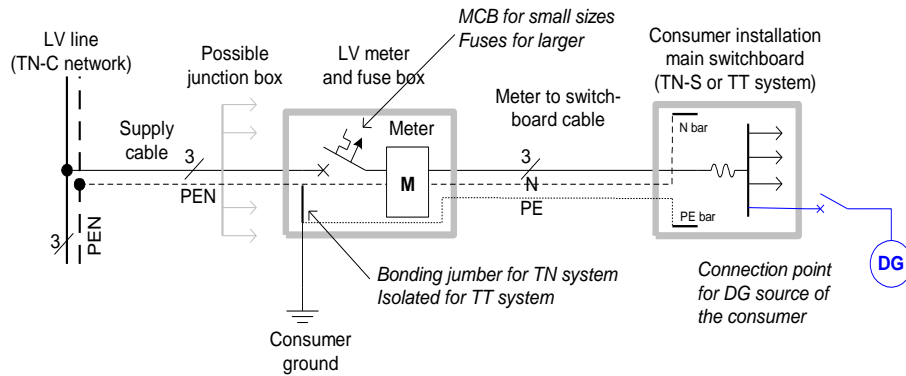 MCB for small sizes
Fuses for larger
LV line
(TN-C network)
Possible
junction box
LV meter
and fuse box
Consumer installation
main switchboard
(TN-S or TT system)
Supply
cable
Meter to switch-
board cable
Meter
N bar
3
3
M
N
PEN
PE
PE bar
3
PEN
DG
Bonding jumber for TN system
Isolated for TT system
Connection point
for DG source of
the consumer
Consumer
ground